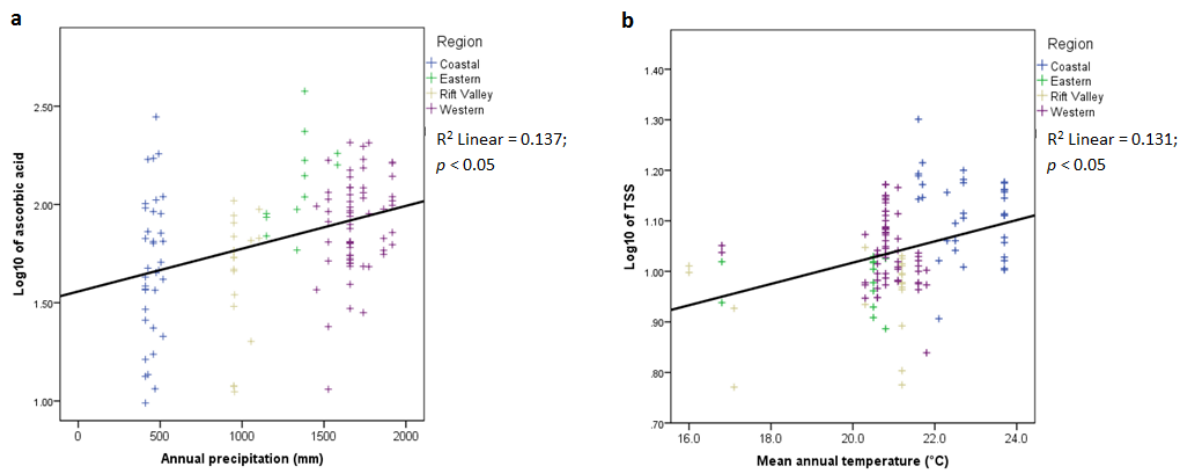 a
Log10 of ascorbic acid
2.50
2.00
1.50
1.00
0
500
1000
1500
2000
Annual precipitation (mm)
Region
Coastal
Eastern
Rift Valley
Western
R² Linear = 0.137;
p < 0.05
b
Log10 of TSS
1.40
1.30
1.20
1.10
1.00
.90
.80
.70
16.0
18.0
20.0
22.0
24.0
Mean annual temperature (°C)
Region
Coastal
Eastern
Rift Valley
Western
R² Linear = 0.131;
p < 0.05